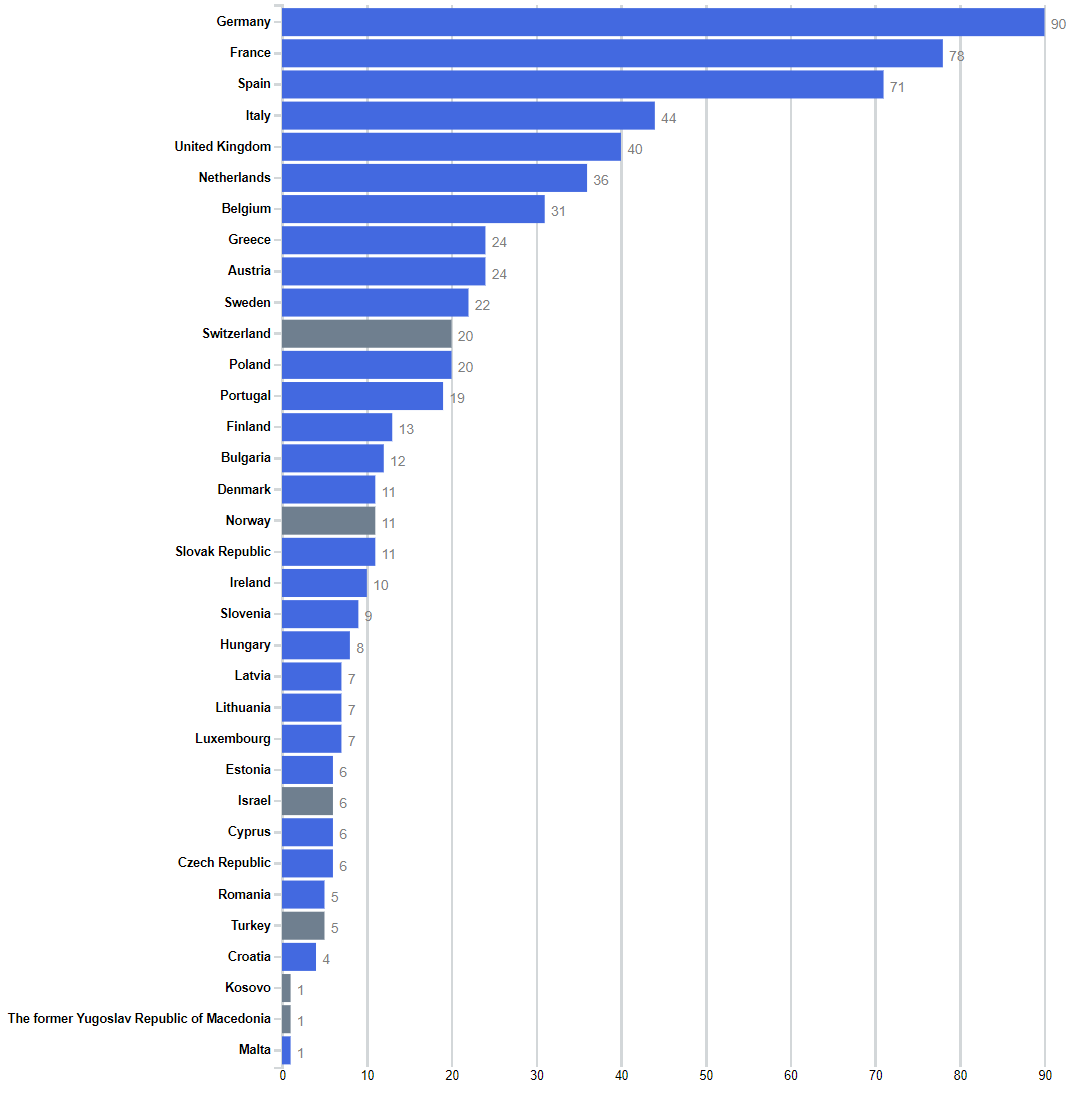 Germany 90
France 78
Spain 71
Italy 44
United Kingdom 40
Netherlands 36
Belgium 31
Greece 24
Austria 24
Sweden 22
Switzerland 20
Poland 20
Portugal 19
Finland 13
Bulgaria 12
Denmark 11
Norway 11
Slovak Republic 11
Ireland 10
Slovenia 9
Hungary 8
Latvia 7
Lithuania 7
Luxembourg 7
Estonia 6
Israel 6
Cyprus 6
Czech Republic 6
Romania 5
Turkey 5
Croatia 4
Kosovo 1
The former Yugoslav Republic of Macedonia 1
Malta 1
0 10 20 30 40 50 60 70 80 90